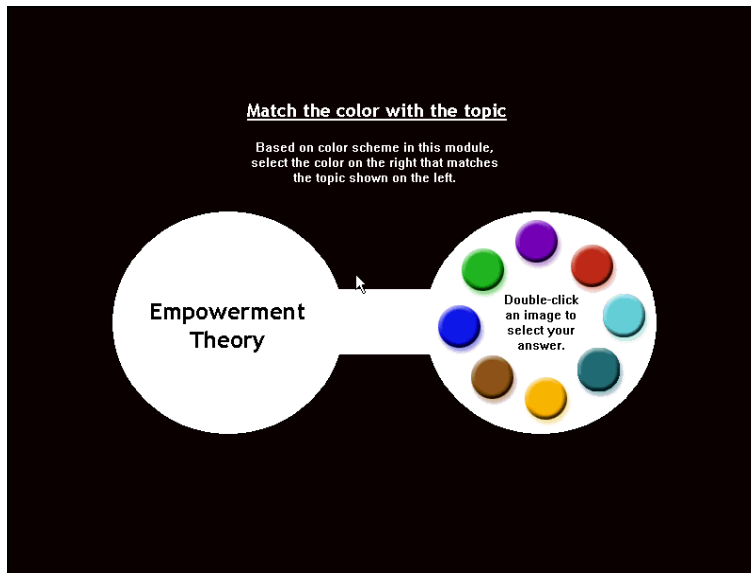 Match the color with the topic
Based on color scheme in this module,
select the color on the right that matches
the topic shown on the left.
Empowerment
Theory
Double-click
an image to
select your
answer.